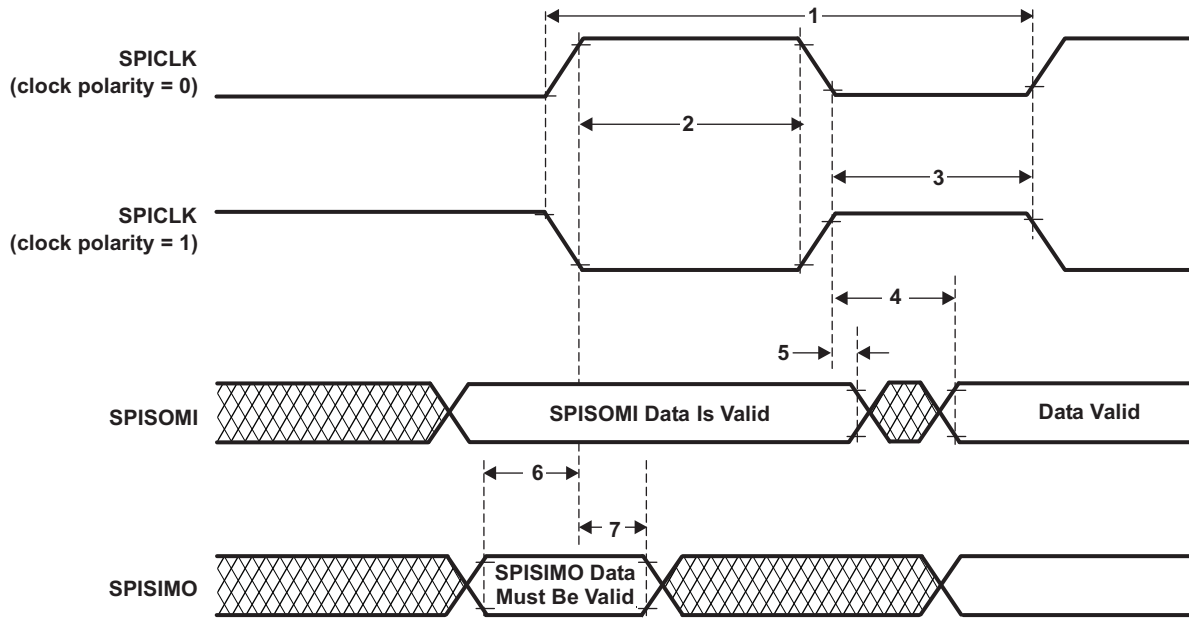 1
SPICLK
(clock polarity = 0)
2
3
SPICLK
(clock polarity = 1)
4
5
SPISOMI
SPISOMI Data Is Valid
Data Valid
6
7
SPISIMO
SPISIMO Data
Must Be Valid